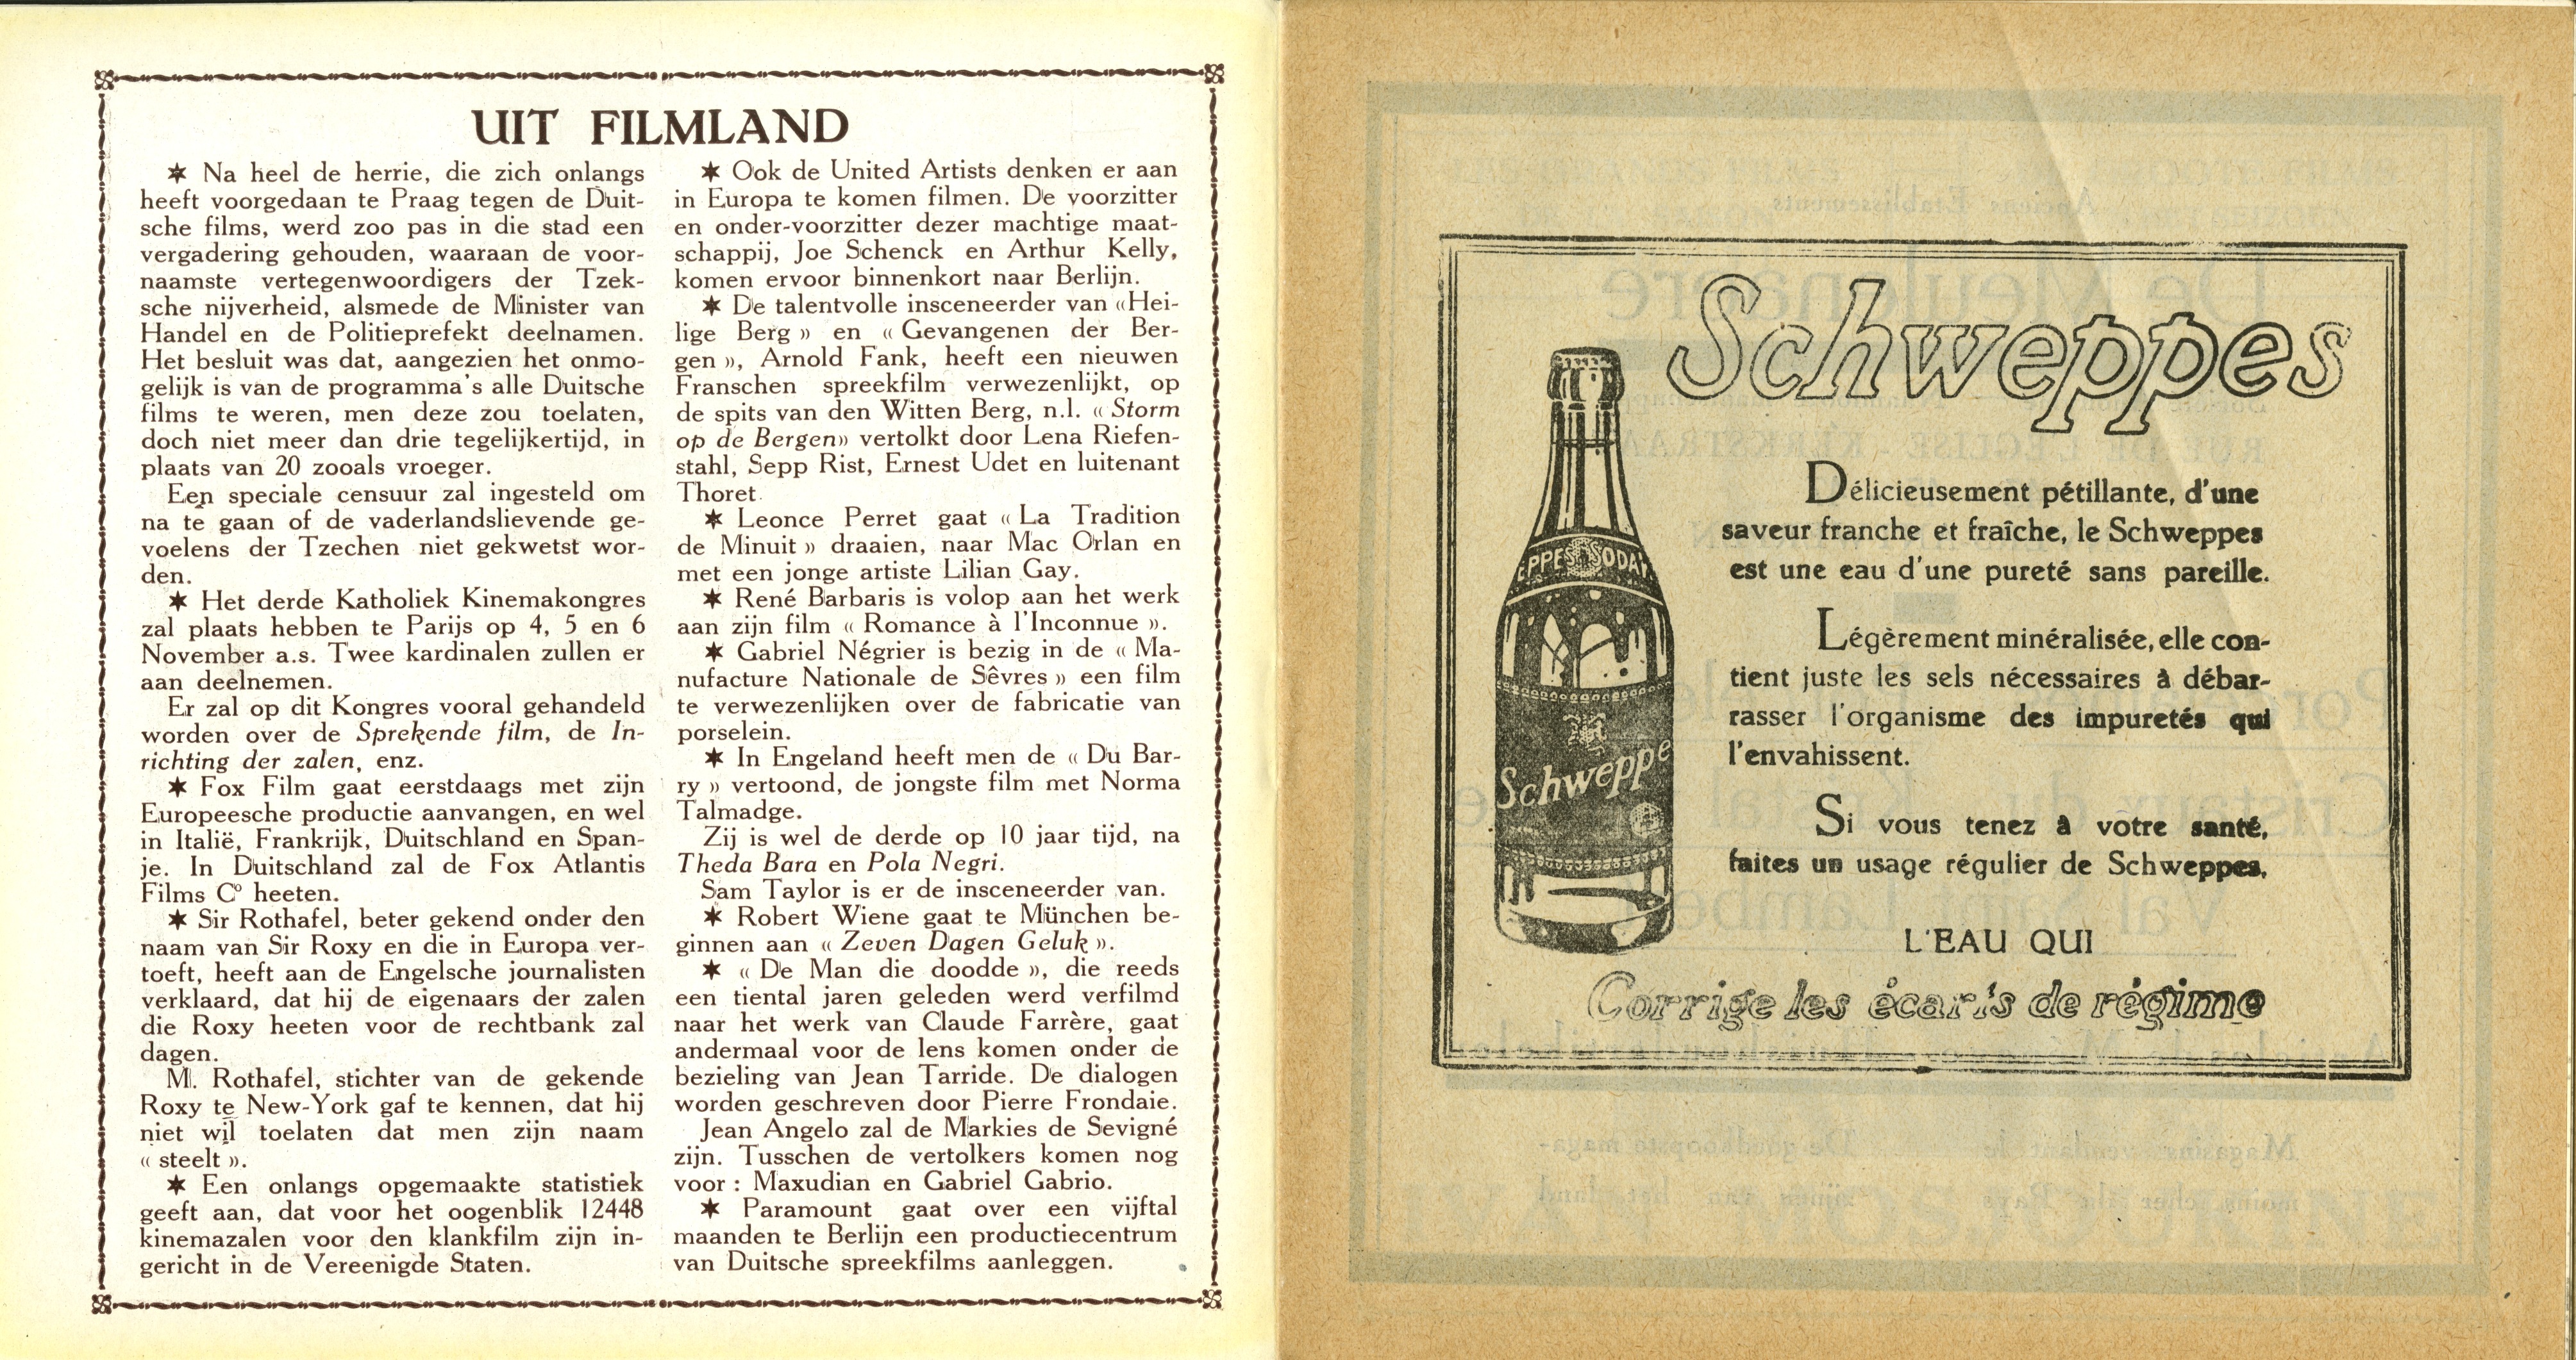 UIT FILMLAND
✶ Na heel de herrie, die zich onlangs
heeft voorgedaan te Praag tegen de Duit-
sche films, werd zoo pas in die stad een
vergadering gehouden, waaraan de voor-
naamste vertegenwoordigers der Tzek-
sche nijverheid, alsmede de Minister van
Handel en de Politieprefekt deelnamen.
Het besluit was dat, aangezien het onmo-
gelijk is van de programma's alle Duitsche
films te weren, men deze zou toelaten,
doch niet meer dan drie tegelijkertijd, in
plaats van 20 zooals vroeger.
Een speciale censuur zal ingesteld om
na te gaan of de vaderlandslievende ge-
voelens der Tzechen niet gekwetst wor-
den.
✶ Het derde Katholiek Kinemakongres
zal plaats hebben te Parijs op 4, 5 en 6
November a.s. Twee kardinalen zullen er
aan deelnemen.
Er zal op dit Kongres vooral gehandeld
worden over de Sprekende film, de In-
richting der zalen, enz.
✶ Fox Film gaat eerstdaags met zijn
Europeesche productie aanvangen, en wel
in Italië, Frankrijk, Duitschland en Span-
je. In Duitschland zal de Fox Atlantis
Films Cº heeten.
✶ Sir Rothafel, beter gekend onder den
naam van Sir Roxy en die in Europa ver-
toeft, heeft aan de Engelsche journalisten
verklaard, dat hij de eigenaars der zalen
die Roxy heeten voor de rechtbank zal
dagen.
M. Rothafel, stichter van de gekende
Roxy te New-York gaf te kennen, dat hij
niet wil toelaten dat men zijn naam
« steelt ».
✶ Een onlangs opgemaakte statistiek
geeft aan, dat voor het oogenblik 12448
kinemazalen voor den klankfilm zijn in-
gericht in de Vereenigde Staten.
✶ Ook de United Artists denken er aan
in Europa te komen filmen. De voorzitter
en onder-voorzitter dezer machtige maat-
schappij, Joe Schenck en Arthur Kelly,
komen ervoor binnenkort naar Berlijn.
✶ De talentvolle insceneerder van «Hei-
lige Berg » en « Gevangenen der Ber-
gen », Arnold Fank, heeft een nieuwen
Franschen spreekfilm verwezenlijkt, op
de spits van den Witten Berg, n.l. « Storm
op de Bergen» vertolkt door Lena Riefen-
stahl, Sepp Rist, Ernest Udet en luitenant
Thoret.
✶ Leonce Perret gaat « La Tradition
de Minuit » draaien, naar Mac Orlan en
met een jonge artiste Lilian Gay.
✶ René Barbaris is volop aan het werk
aan zijn film « Romance à l'Inconnue ».
✶ Gabriel Négrier is bezig in de « Ma-
nufacture Nationale de Sêvres » een film
te verwezenlijken over de fabricatie van
porselein.
✶ In Engeland heeft men de « Du Bar-
ry » vertoond, de jongste film met Norma
Talmadge.
Zij is wel de derde op 10 jaar tijd, na
Theda Bara en Pola Negri.
Sam Taylor is er de insceneerder van.
✶ Robert Wiene gaat te München be-
ginnen aan « Zeven Dagen Geluk ».
✶ « De Man die doodde », die reeds
een tiental jaren geleden werd verfilmd
naar het werk van Claude Farrère, gaat
andermaal voor de lens komen onder de
bezieling van Jean Tarride. De dialogen
worden geschreven door Pierre Frondaie.
Jean Angelo zal de Markies de Sevigné
zijn. Tusschen de vertolkers komen nog
voor : Maxudian en Gabriel Gabrio.
✶ Paramount gaat over een vijftal
maanden te Berlijn een productiecentrum
van Duitsche spreekfilms aanleggen.
Schweppes
EPPES SODA
Schweppe
Délicieusement pétillante, d'une
saveur franche et fraîche, le Schweppes
est une eau d'une pureté sans pareille.
Légèrement minéralisée, elle con-
tient juste les sels nécessaires à débar-
rasser l'organisme des impuretés qui
l'envahissent.
Si vous tenez à votre santé,
faites un usage régulier de Schweppes.
L'EAU QUI
Corrige les écarts de régime